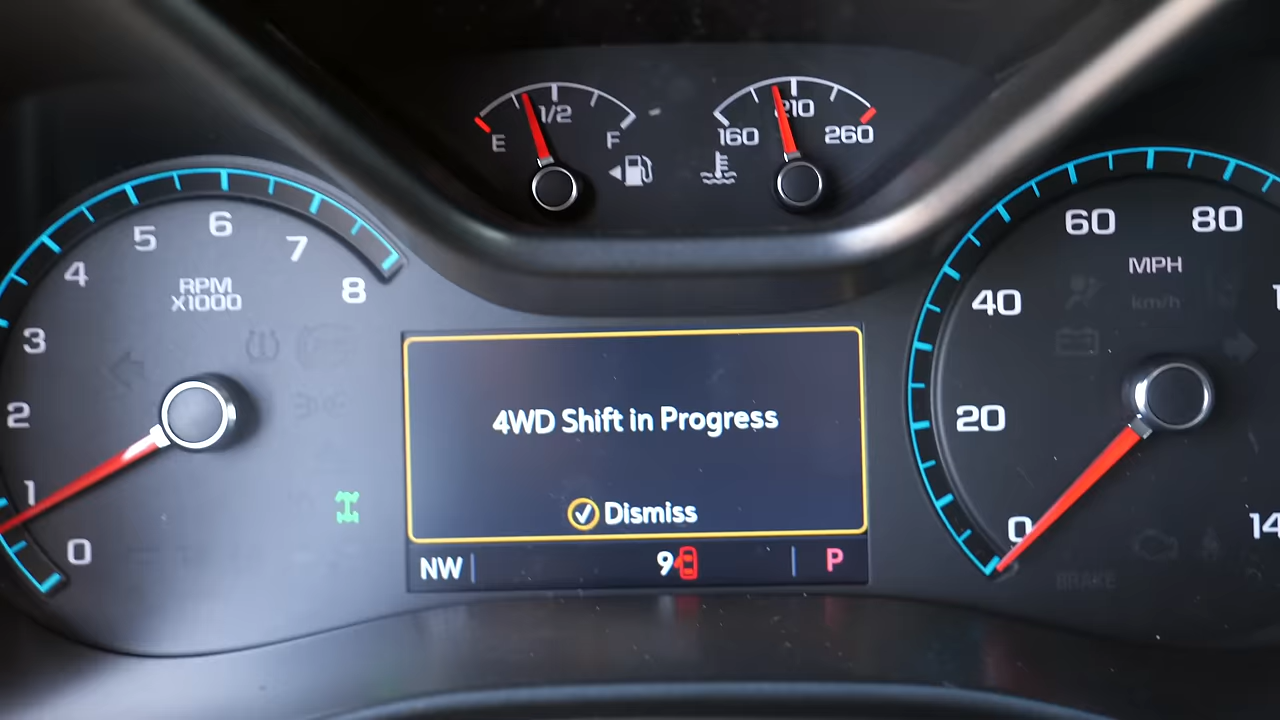 E 1/2 F
160 210 260
0 1 2 3 4 5 6 7 8
RPM
X1000
4WD Shift in Progress
Dismiss
NW 9 P
0 20 40 60 80
MPH
km/h
BRAKE